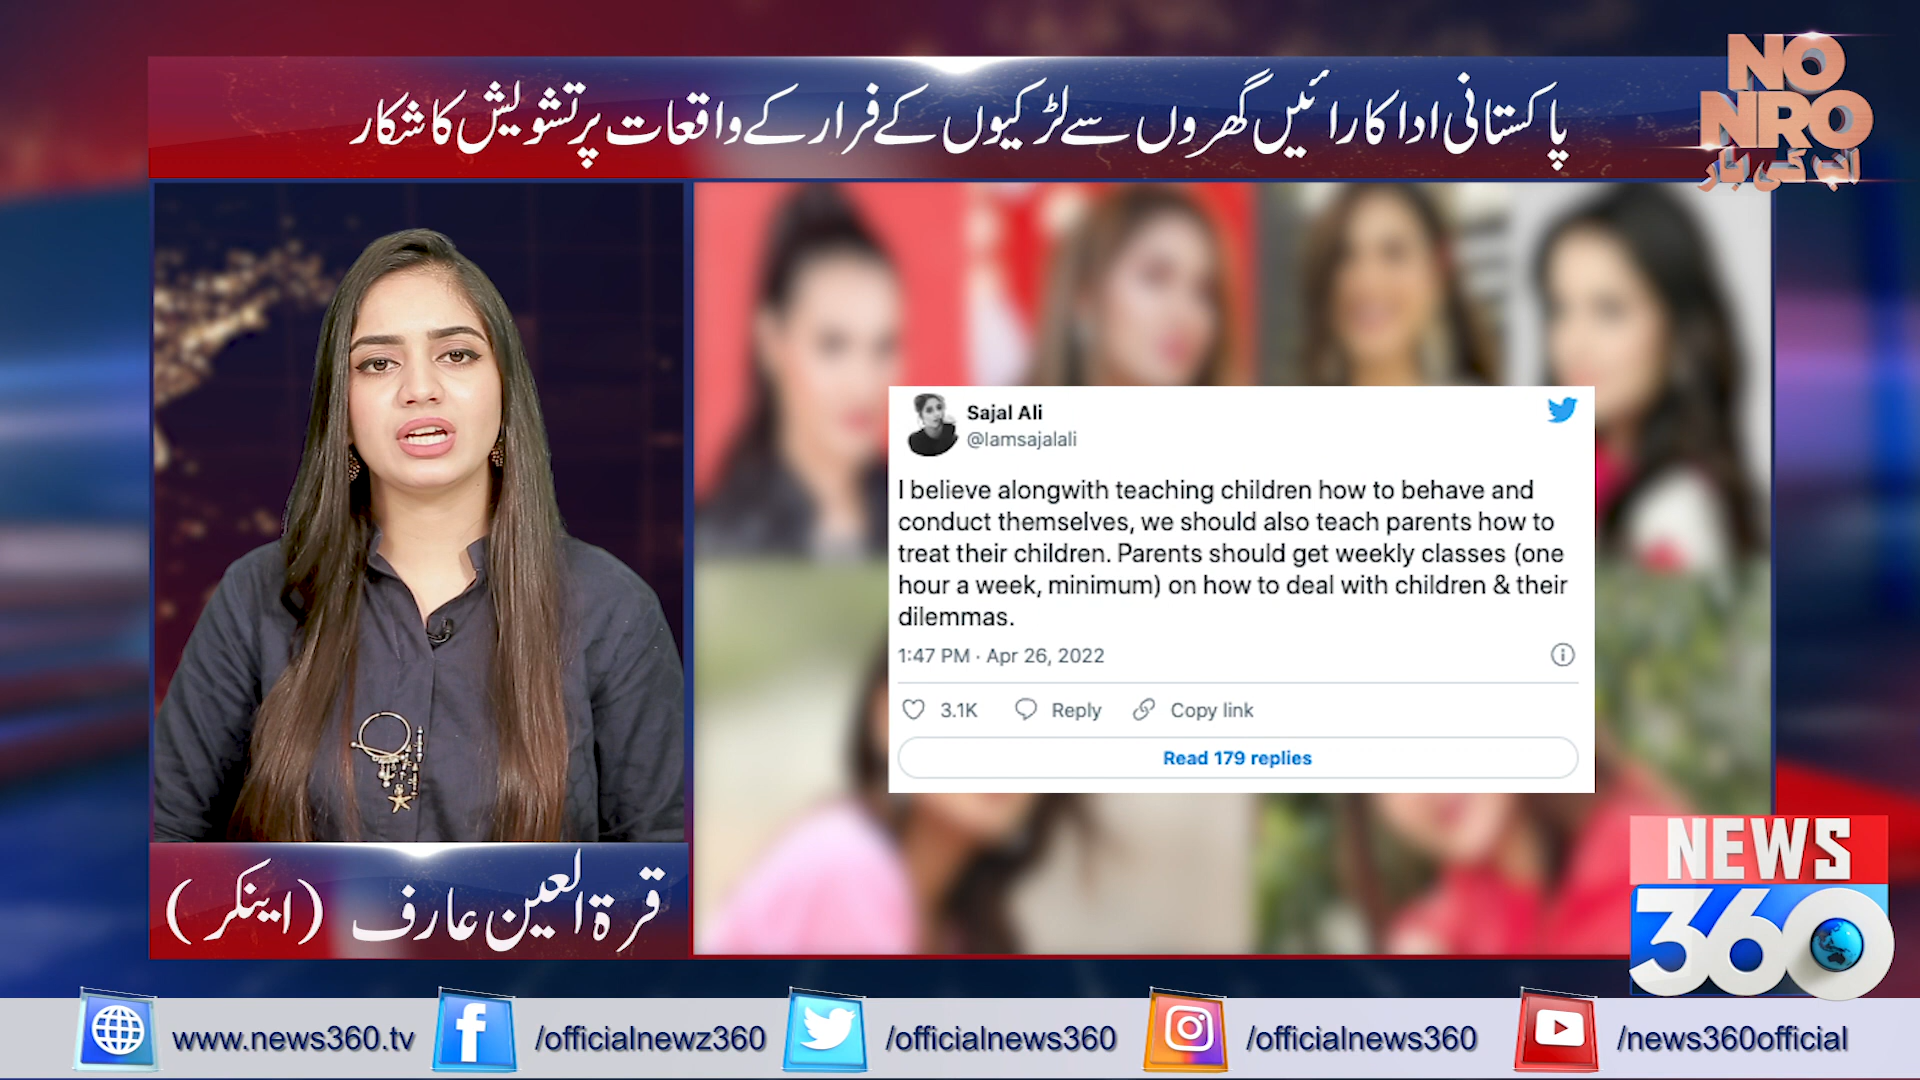 پاکستانی اداکارائیں گھروں سے لڑکیوں کے فرار کے واقعات پر تشویش کا شکار
NO
NRO
اب کی بار
Sajal Ali
@Iamsajalali
I believe alongwith teaching children how to behave and
conduct themselves, we should also teach parents how to
treat their children. Parents should get weekly classes (one
hour a week, minimum) on how to deal with children & their
dilemmas.
1:47 PM · Apr 26, 2022
3.1K Reply Copy link
Read 179 replies
قرۃ العین عارف (اینکر)
NEWS
360
www.news360.tv /officialnewz360 /officialnews360 /officialnews360 /news360official